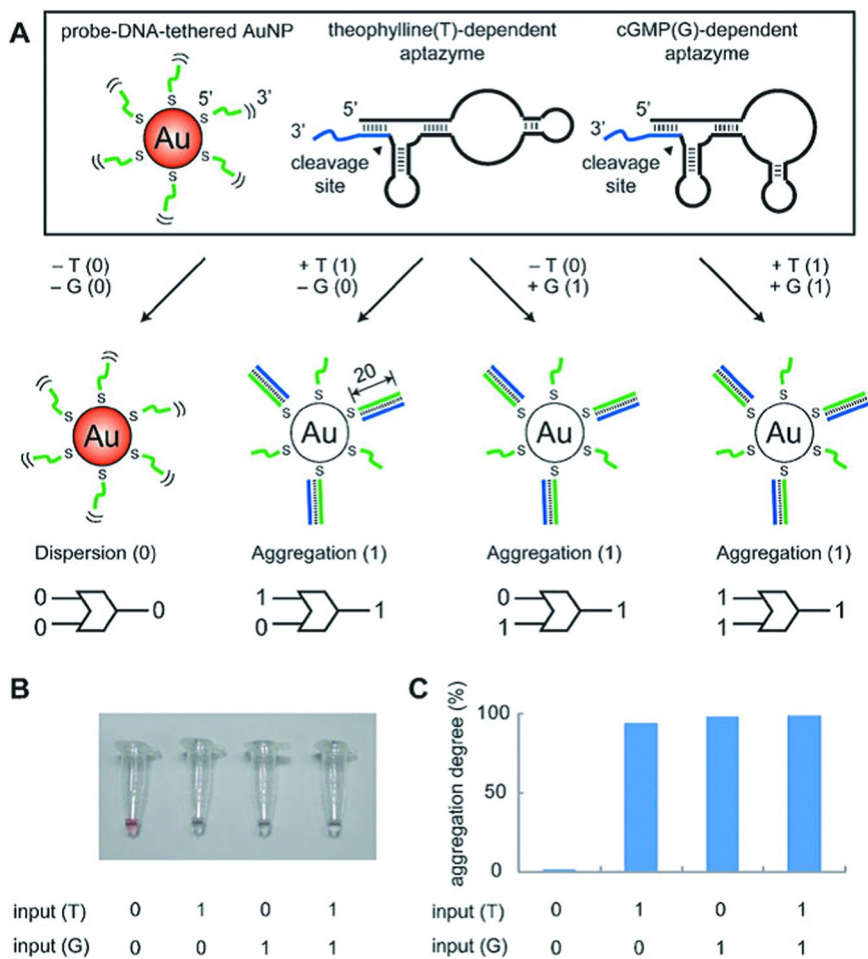 A
probe-DNA-tethered AuNP
theophylline(T)-dependent
aptazyme
cGMP(G)-dependent
aptazyme
S S S S S S
5'
3'
Au
5'
3'
cleavage
site
5'
3'
cleavage
site
– T (0)
– G (0)
+ T (1)
– G (0)
– T (0)
+ G (1)
+ T (1)
+ G (1)
20
S S S S S S
Au
S S S S S S
Au
S S S S S S
Au
S S S S S S
Au
Dispersion (0)
Aggregation (1)
Aggregation (1)
Aggregation (1)
0 0 0
1 0 1
0 1 1
1 1 1
B
input (T) 0 1 0 1
input (G) 0 0 1 1
C
aggregation degree (%)
100
50
0
input (T) 0 1 0 1
input (G) 0 0 1 1